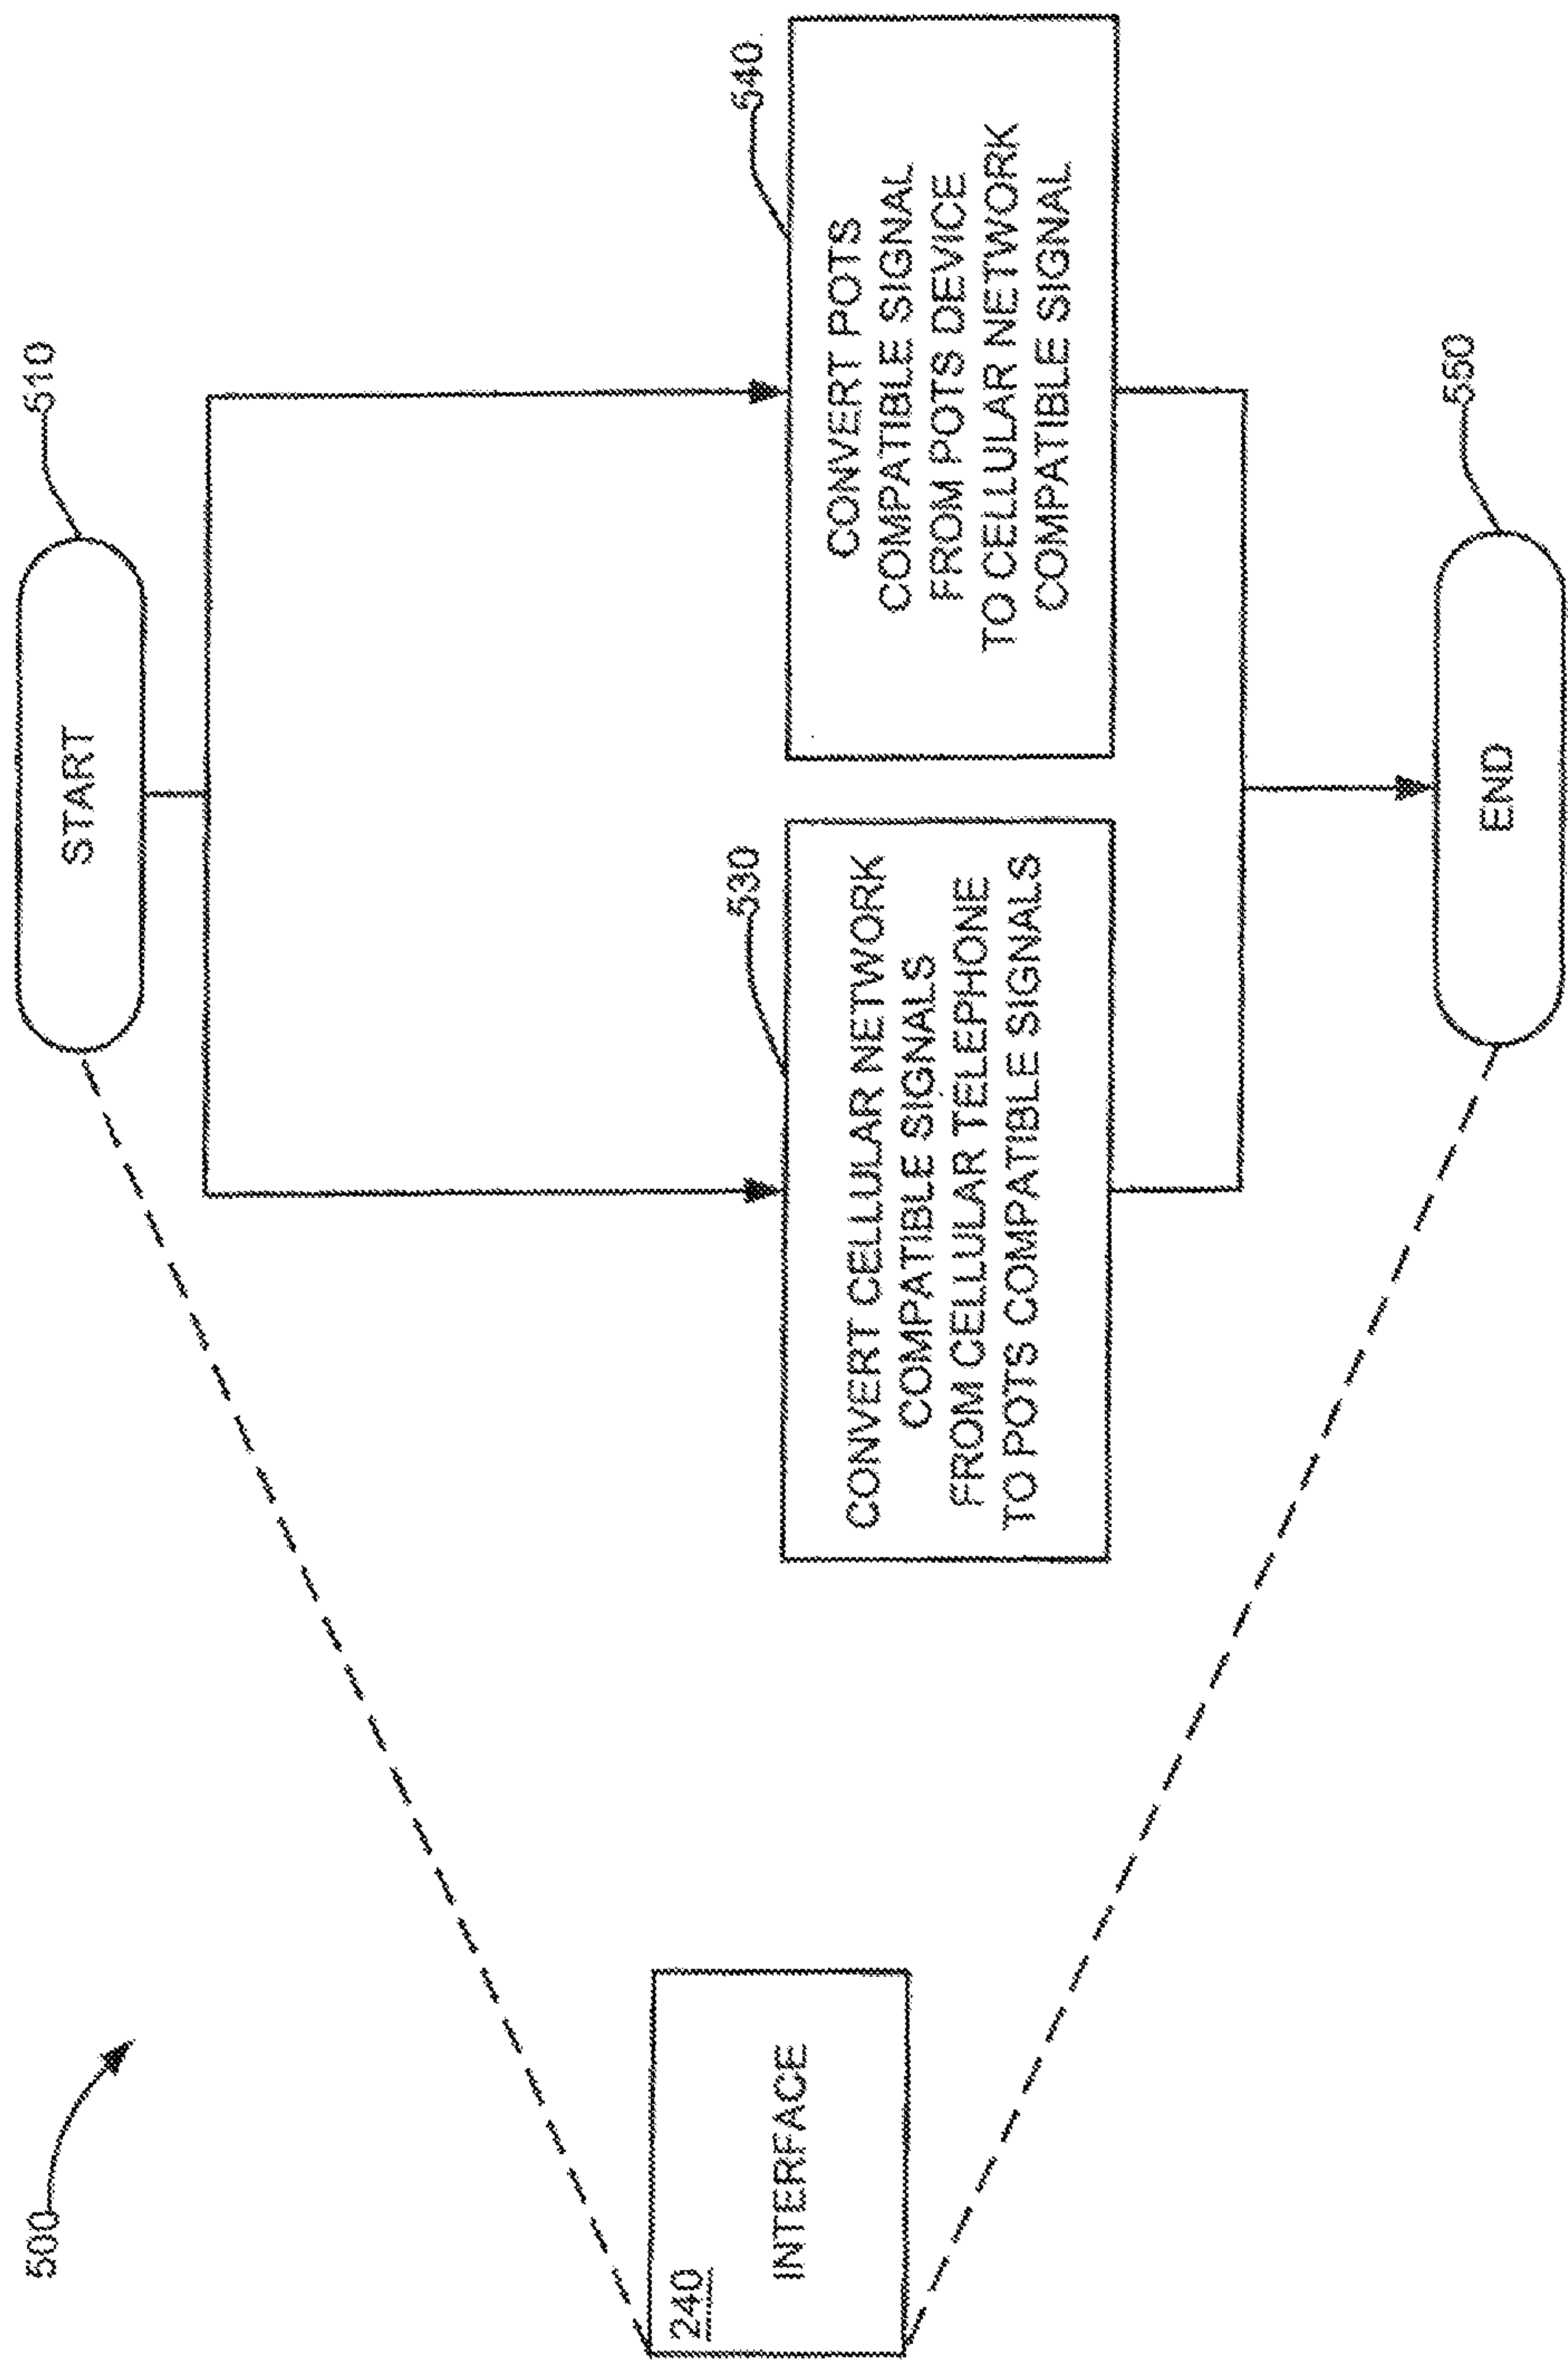 500
240
INTERFACE
510
START
530
CONVERT CELLULAR NETWORK
COMPATIBLE SIGNALS
FROM CELLULAR TELEPHONE
TO POTS COMPATIBLE SIGNALS
540
CONVERT POTS
COMPATIBLE SIGNAL
FROM POTS DEVICE
TO CELLULAR NETWORK
COMPATIBLE SIGNAL
550
END